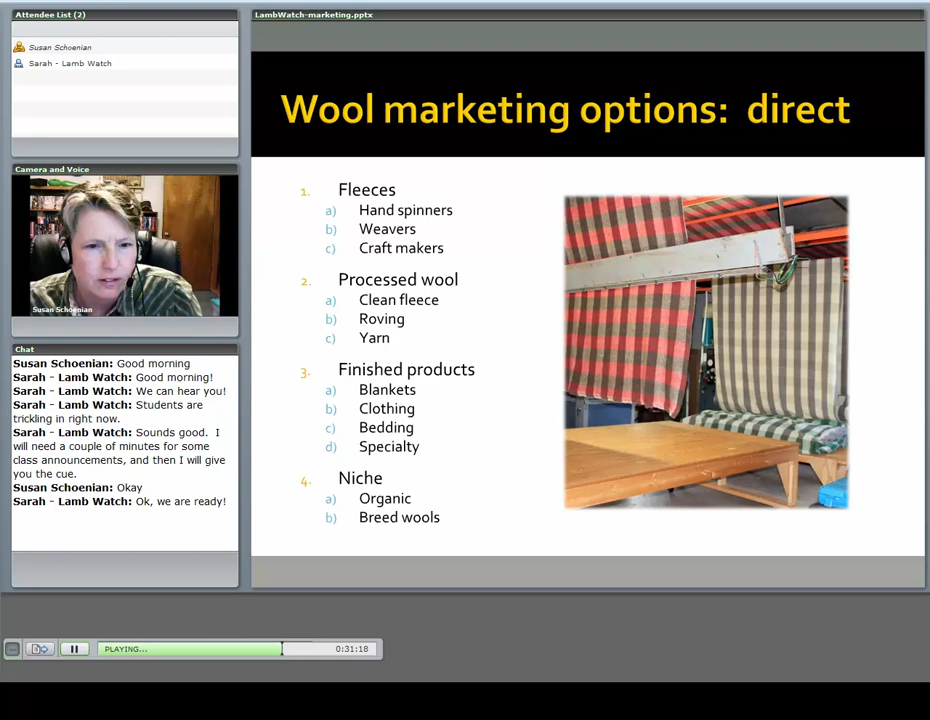 Attendee List (2)
Susan Schoenian
Sarah - Lamb Watch
Camera and Voice
Susan Schoenian
Chat
Susan Schoenian: Good morning
Sarah - Lamb Watch: Good morning!
Sarah - Lamb Watch: We can hear you!
Sarah - Lamb Watch: Students are
trickling in right now.
Sarah - Lamb Watch: Sounds good.  I
will need a couple of minutes for some
class announcements, and then I will give
you the cue.
Susan Schoenian: Okay
Sarah - Lamb Watch: Ok, we are ready!
LambWatch-marketing.pptx
Wool marketing options:  direct
1. Fleeces
a) Hand spinners
b) Weavers
c) Craft makers
2. Processed wool
a) Clean fleece
b) Roving
c) Yarn
3. Finished products
a) Blankets
b) Clothing
c) Bedding
d) Specialty
4. Niche
a) Organic
b) Breed wools
PLAYING...
0:31:18